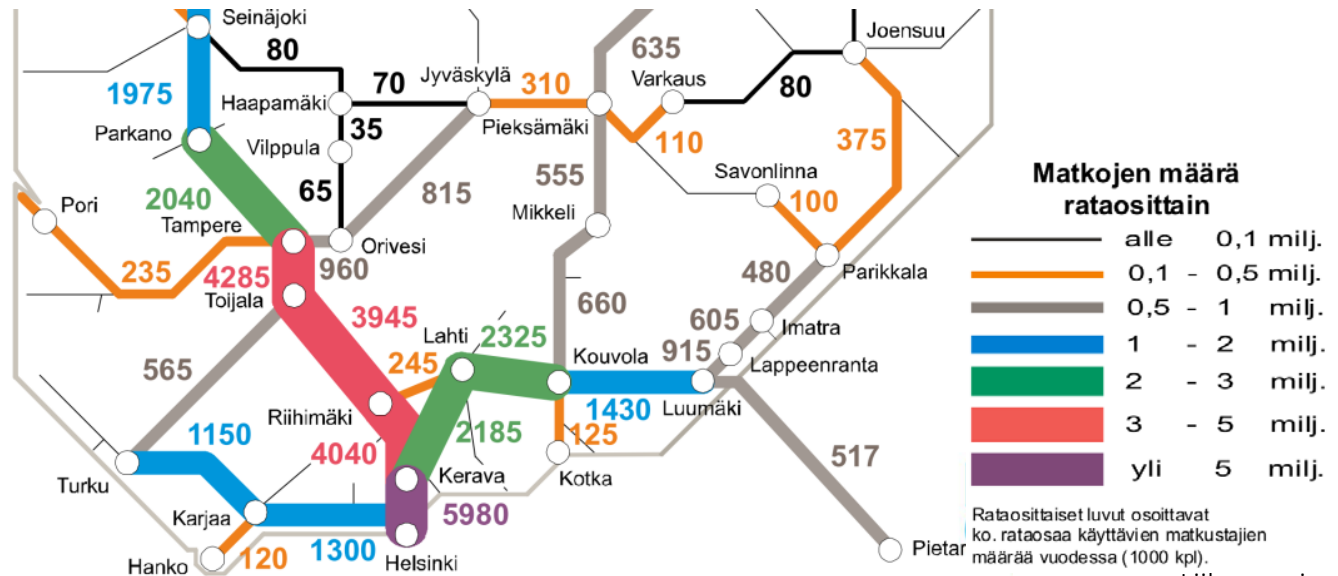 Seinäjoki
Joensuu
80
635
1975
70
Jyväskylä
310
Varkaus
80
Haapamäki
Parkano
35
Pieksämäki
110
375
Vilppula
2040
65
815
555
Savonlinna
100
Pori
Tampere
Mikkeli
Orivesi
235
4285
960
480
Parikkala
Toijala
3945
660
605
Imatra
Lahti
2325
565
245
Kouvola
915
Lappeenranta
Riihimäki
1430
Luumäki
1150
4040
2185
125
517
Turku
Kerava
Kotka
Karjaa
5980
Hanko
120
1300
Helsinki
Pietar
Matkojen määrä
rataosittain
alle 0,1 milj.
0,1 - 0,5 milj.
0,5 - 1 milj.
1 - 2 milj.
2 - 3 milj.
3 - 5 milj.
yli 5 milj.
Rataosittaiset luvut osoittavat
ko. rataosaa käyttävien matkustajien
määrää vuodessa (1000 kpl).